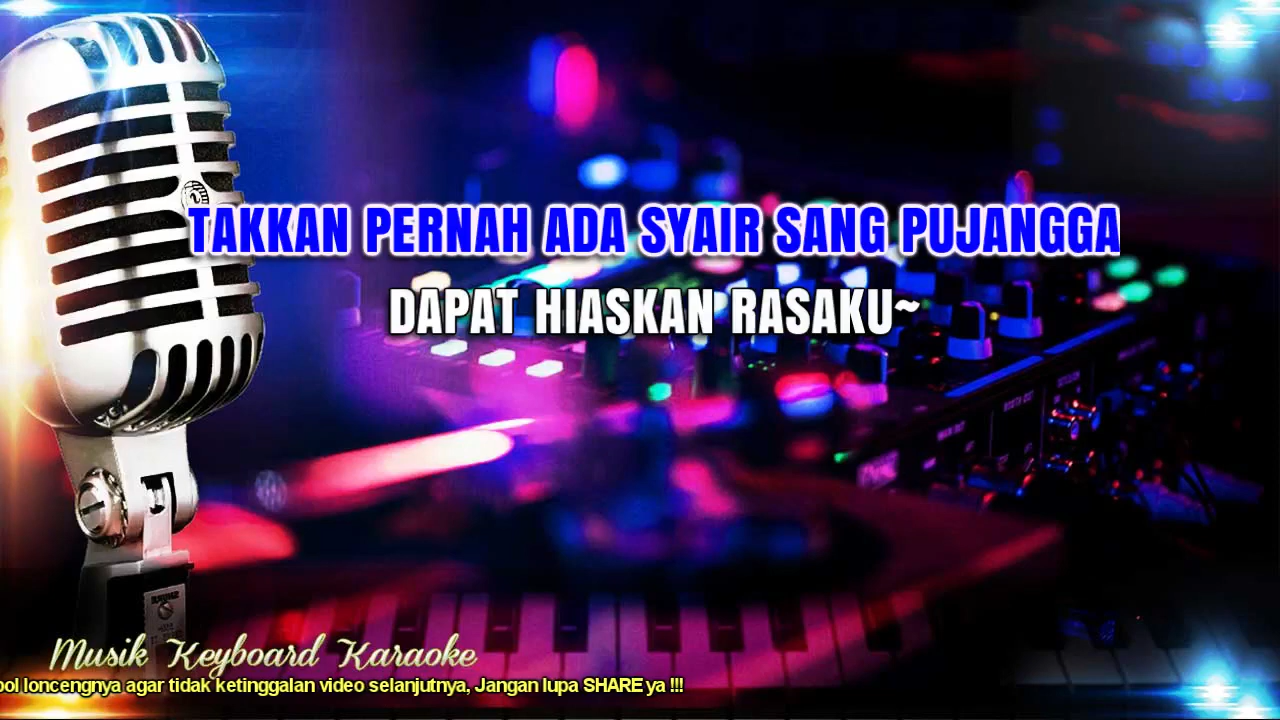 TAKKAN PERNAH ADA SYAIR SANG PUJANGGA
DAPAT HIASKAN RASAKU~
Musik Keyboard Karaoke
loncengnya agar tidak ketinggalan video selanjutnya, Jangan lupa SHARE ya !!!